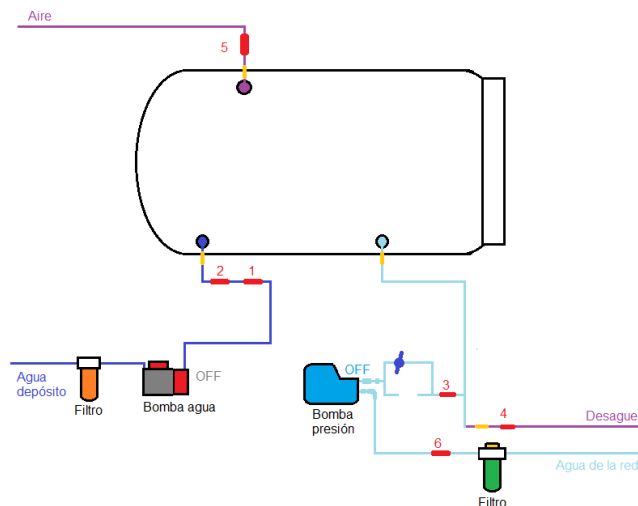 Aire
5
2
1
Agua
depósito
OFF
Filtro
Bomba agua
OFF
Bomba
presión
3
4
Desague
6
Agua de la red
Filtro